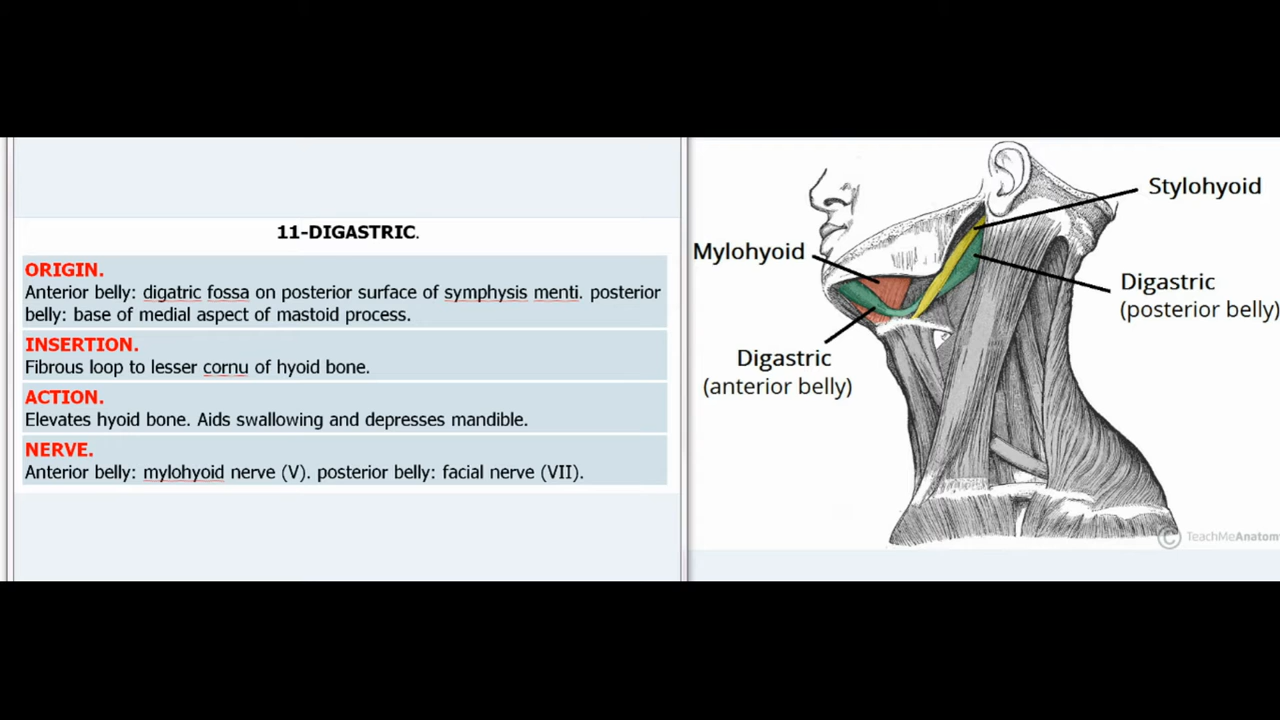 11-DIGASTRIC.
ORIGIN.
Anterior belly: digatric fossa on posterior surface of symphysis menti. posterior
belly: base of medial aspect of mastoid process.
INSERTION.
Fibrous loop to lesser cornu of hyoid bone.
ACTION.
Elevates hyoid bone. Aids swallowing and depresses mandible.
NERVE.
Anterior belly: mylohyoid nerve (V). posterior belly: facial nerve (VII).
Stylohyoid
Mylohyoid
Digastric
(posterior belly)
Digastric
(anterior belly)
© TeachMeAnatom